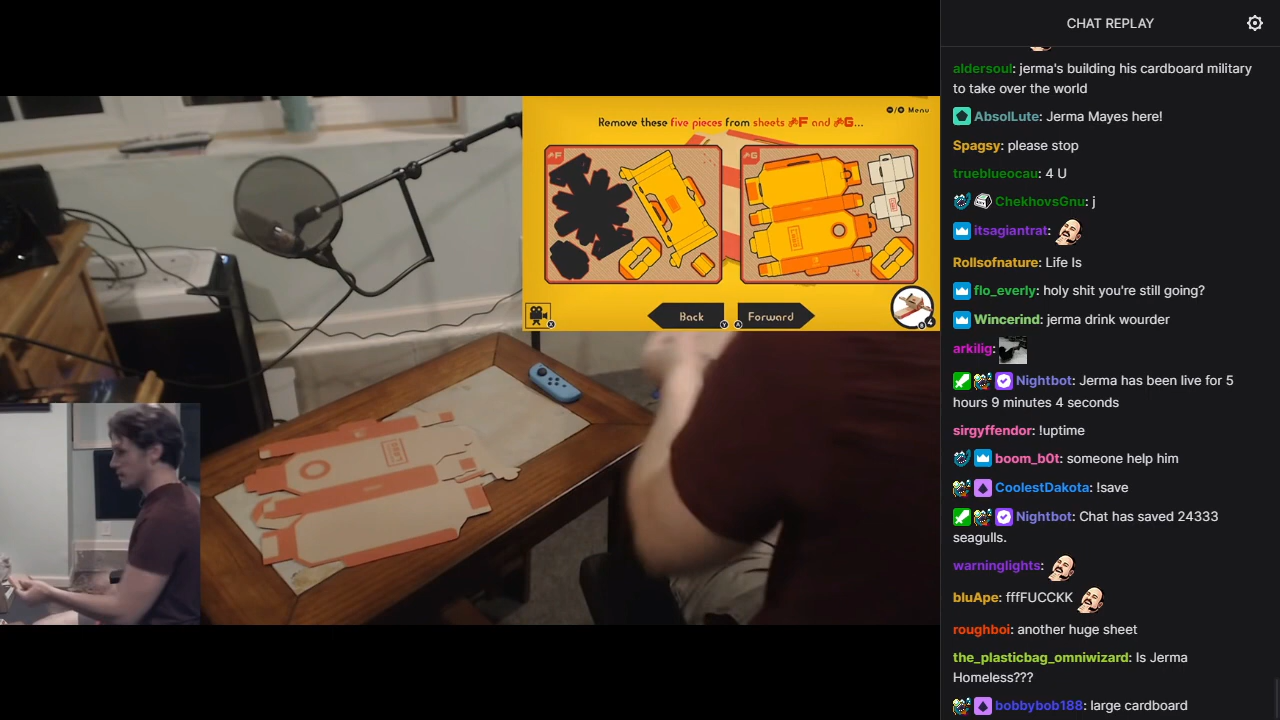 CHAT REPLAY
aldersoul: jerma's building his cardboard military
to take over the world
AbsolLute: Jerma Mayes here!
Spagsy: please stop
trueblueocau: 4 U
ChekhovsGnu: j
itsagiantrat:
Rollsofnature: Life Is
flo_everly: holy shit you're still going?
Wincerind: jerma drink wourder
arkilig:
Nightbot: Jerma has been live for 5
hours 9 minutes 4 seconds
sirgyffendor: !uptime
boom_b0t: someone help him
CoolestDakota: !save
Nightbot: Chat has saved 24333
seagulls.
warninglights:
bluApe: fffFUCCKK
roughboi: another huge sheet
the_plasticbag_omniwizard: Is Jerma
Homeless???
bobbybob188: large cardboard
Menu
Remove these five pieces from sheets F and G...
F
G
Back
Y
A
Forward
X